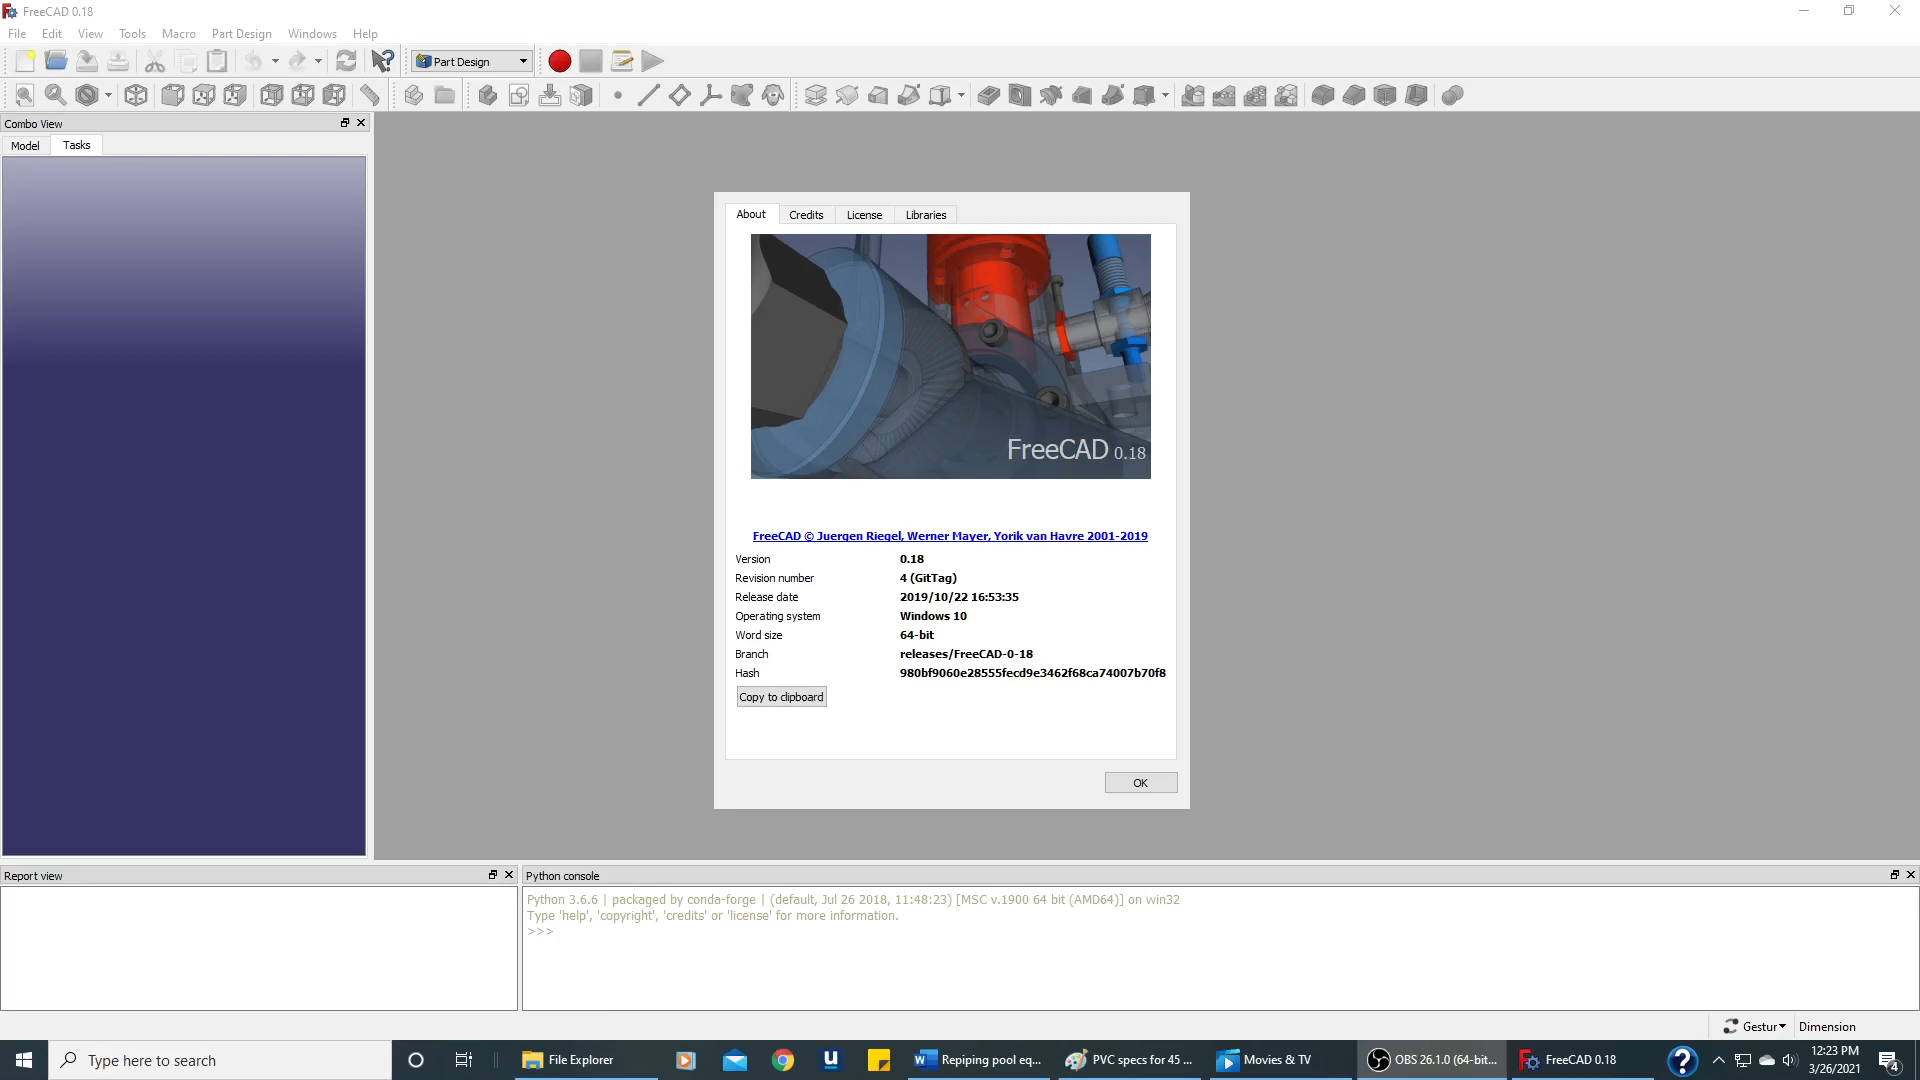 FreeCAD 0.18
File Edit View Tools Macro Part Design Windows Help
Part Design
Combo View
Model Tasks
About Credits License Libraries
FreeCAD 0.18
FreeCAD © Juergen Riegel, Werner Mayer, Yorik van Havre 2001-2019
Version 0.18
Revision number 4 (GitTag)
Release date 2019/10/22 16:53:35
Operating system Windows 10
Word size 64-bit
Branch releases/FreeCAD-0-18
Hash 980bf9060e28555fecd9e3462f68ca74007b70f8
Copy to clipboard
OK
Report view
Python console
Python 3.6.6 | packaged by conda-forge | (default, Jul 26 2018, 11:48:23) [MSC v.1900 64 bit (AMD64)] on win32
Type 'help', 'copyright', 'credits' or 'license' for more information.
>>>
Gestur Dimension
Type here to search
File Explorer
Repiping pool eq...
PVC specs for 45 ...
Movies & TV
OBS 26.1.0 (64-bit...
FreeCAD 0.18
12:23 PM
3/26/2021
4